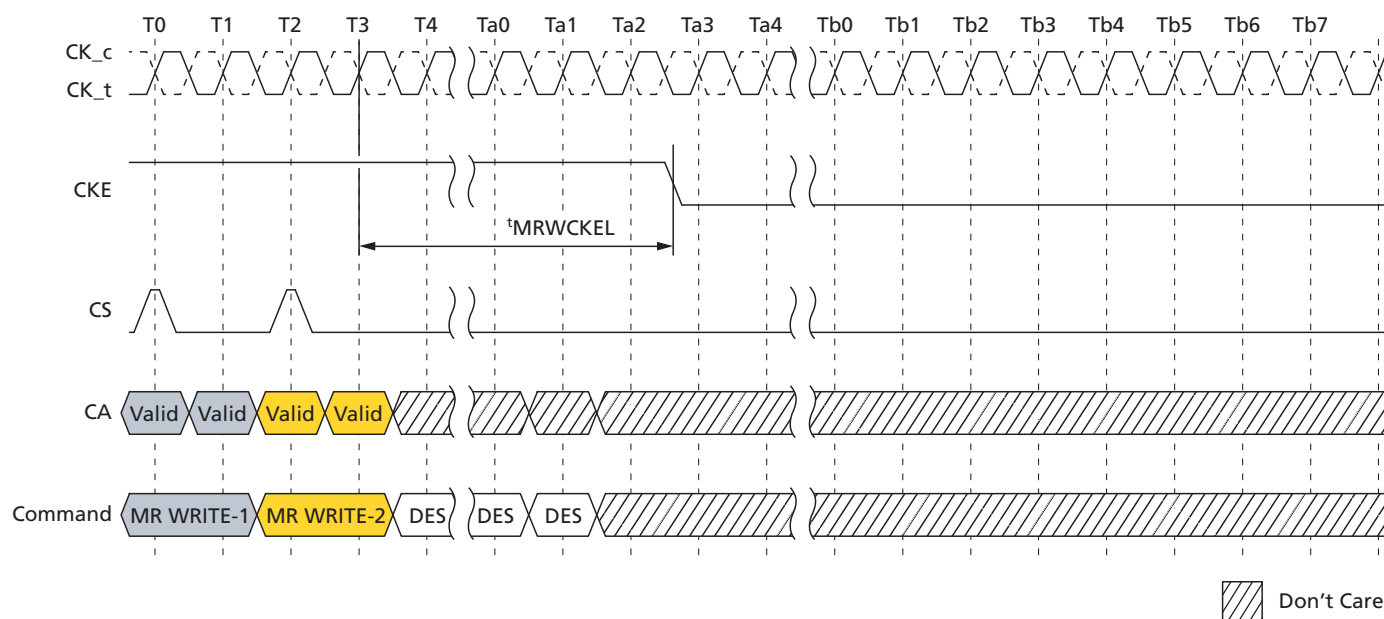 T0 T1 T2 T3 T4 Ta0 Ta1 Ta2 Ta3 Ta4 Tb0 Tb1 Tb2 Tb3 Tb4 Tb5 Tb6 Tb7
CK_c
CK_t
CKE
tMRWCKEL
CS
CA Valid Valid Valid Valid
Command MR WRITE-1 MR WRITE-2 DES DES DES
Don't Care